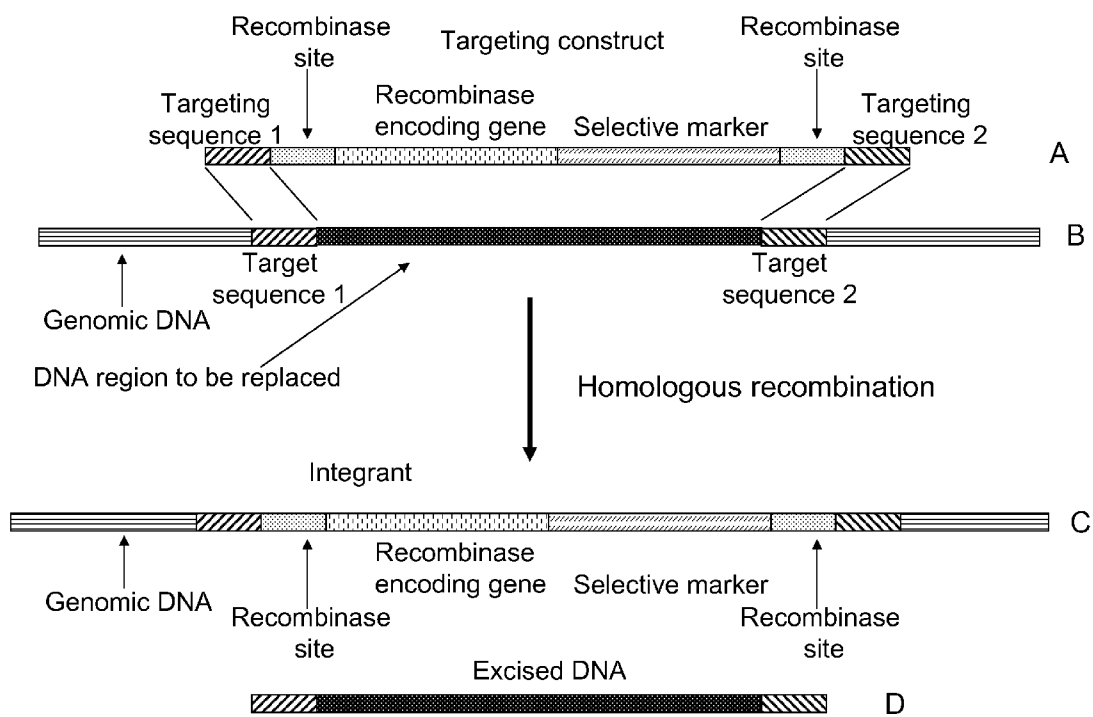 Recombinase
site
Targeting construct
Recombinase
site
Targeting
sequence 1
Recombinase
encoding gene
Selective marker
Targeting
sequence 2
A
B
Target
sequence 1
Target
sequence 2
Genomic DNA
DNA region to be replaced
Homologous recombination
Integrant
C
Recombinase
encoding gene
Selective marker
Genomic DNA
Recombinase
site
Recombinase
site
Excised DNA
D